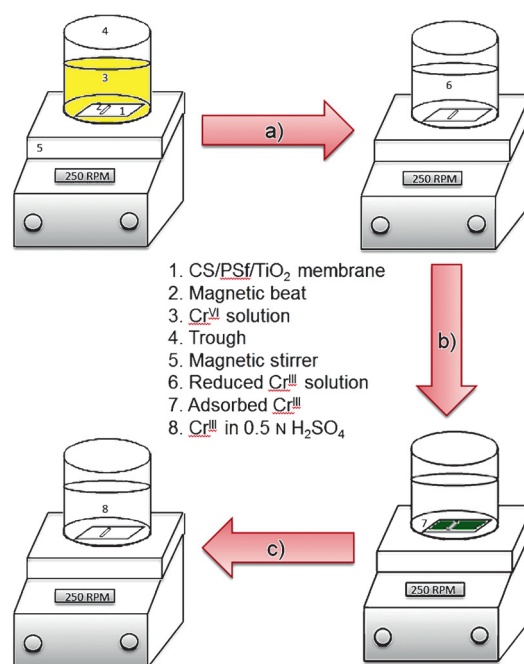 4
3
2
1
5
250 RPM
a)
6
250 RPM
1. CS/PSf/TiO₂ membrane
2. Magnetic beat
3. Crⱽᴵ solution
4. Trough
5. Magnetic stirrer
6. Reduced Crᴵᴵᴵ solution
7. Adsorbed Crᴵᴵᴵ
8. Crᴵᴵᴵ in 0.5 N H₂SO₄
b)
8
250 RPM
c)
7
250 RPM